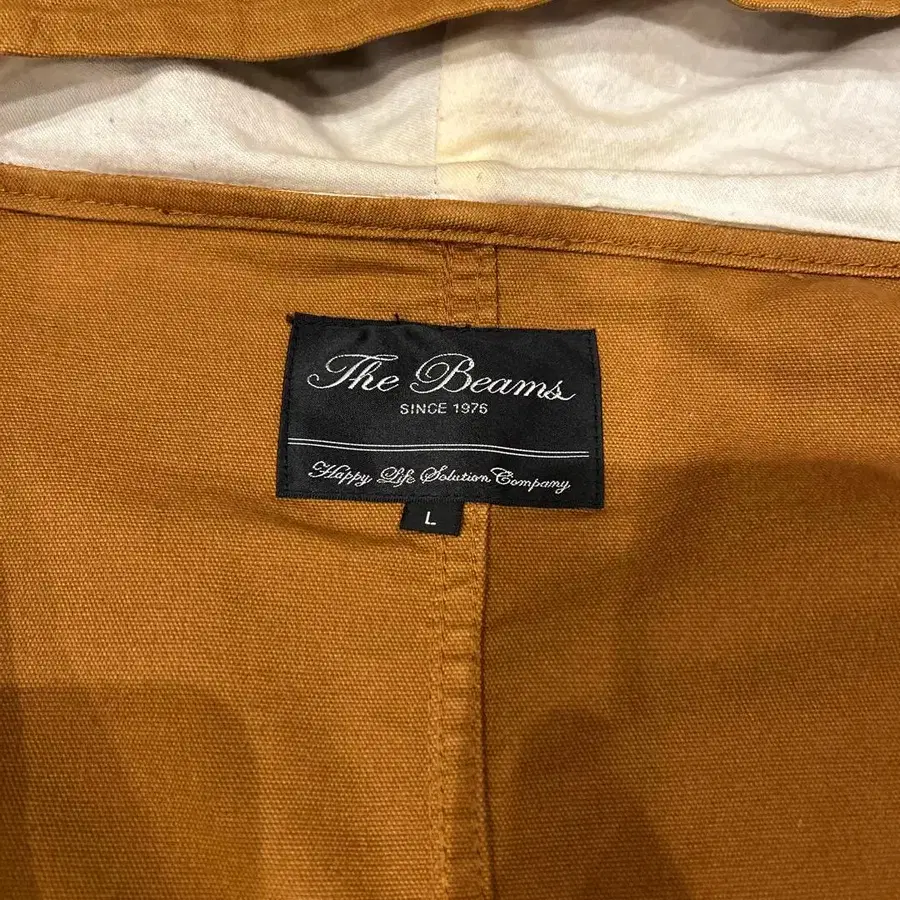 The Beams
SINCE 1976
Happy Life Solution Company
L